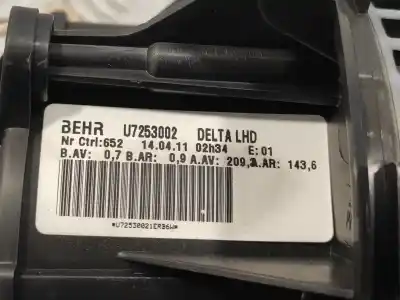 BEHR U7253002 DELTA LHD
Nr Ctrl:652 14.04.11 02h34 E:01
B.AV: 0,7 B.AR: 0,9 A.AV: 209,3 A.AR: 143,6
*U72530021ER36W*